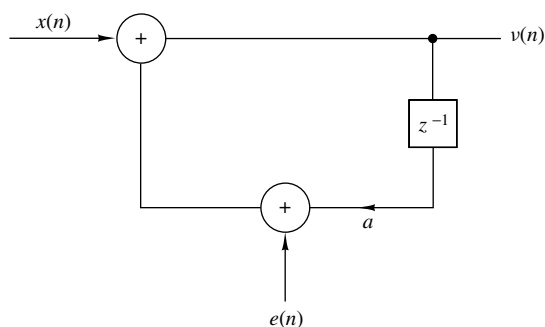 x(n)
+
ν(n)
z⁻¹
+
a
e(n)